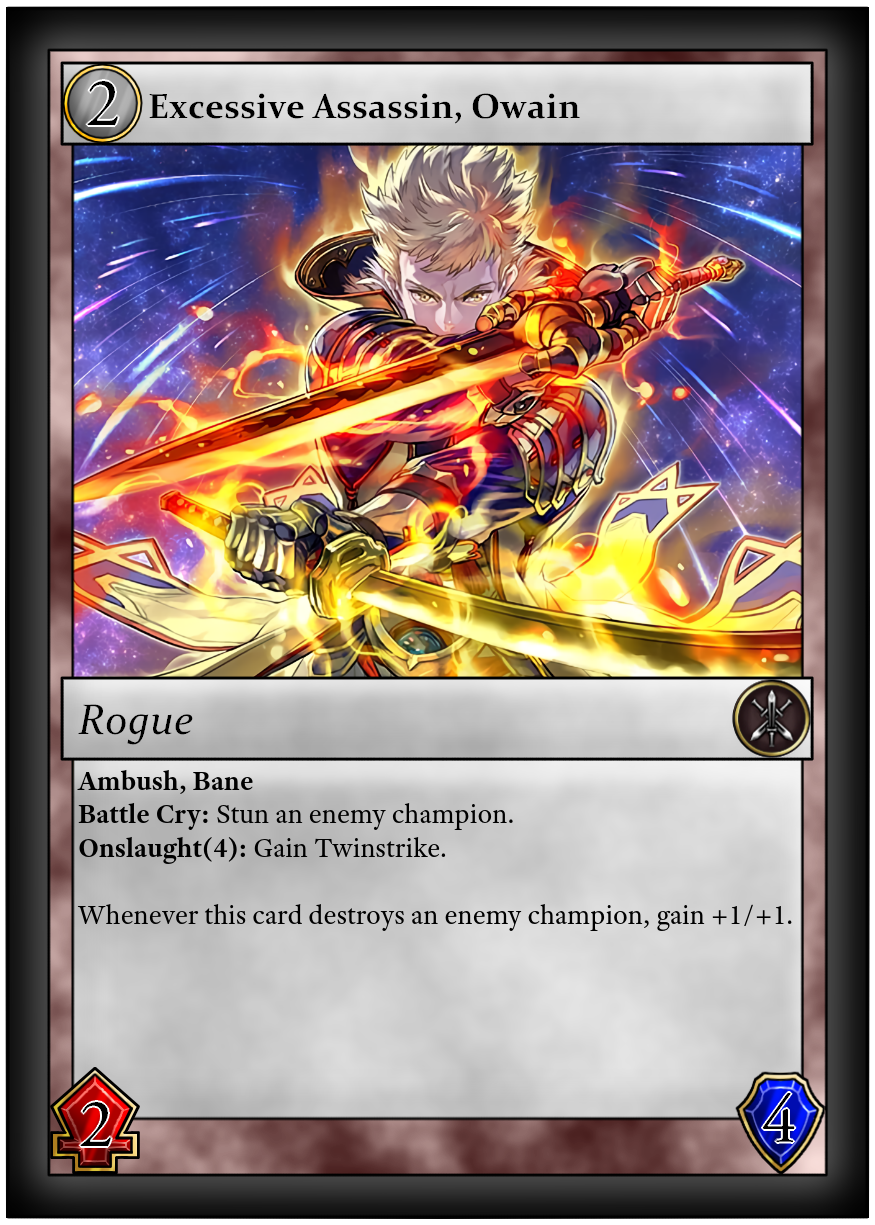 2 Excessive Assassin, Owain
Rogue
Ambush, Bane
Battle Cry: Stun an enemy champion.
Onslaught(4): Gain Twinstrike.
Whenever this card destroys an enemy champion, gain +1/+1.
2
4